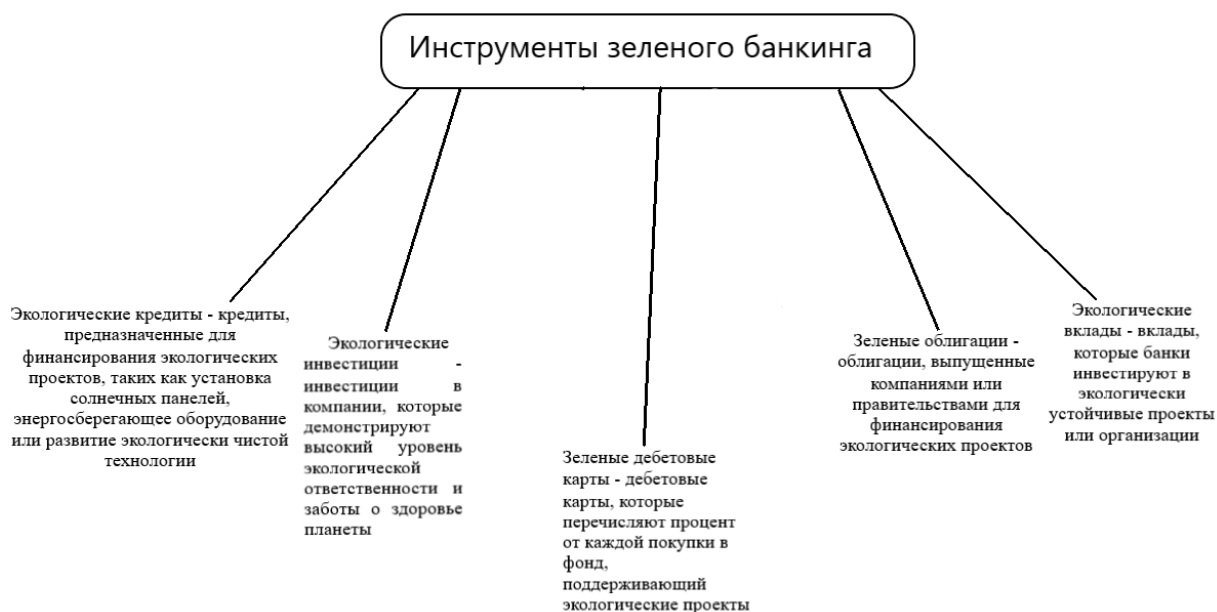 Инструменты зеленого банкинга
Экологические кредиты - кредиты,
предназначенные для
финансирования экологических
проектов, таких как установка
солнечных панелей,
энергосберегающее оборудование
или развитие экологически чистой
технологии
Экологические
инвестиции -
инвестиции в
компании, которые
демонстрируют
высокий уровень
экологической
ответственности и
заботы о здоровье
планеты
Зеленые дебетовые
карты - дебетовые
карты, которые
перечисляют процент
от каждой покупки в
фонд,
поддерживающий
экологические проекты
Зеленые облигации -
облигации, выпущенные
компаниями или
правительствами для
финансирования
экологических проектов
Экологические
вклады - вклады,
которые банки
инвестируют в
экологически
устойчивые проекты
или организации